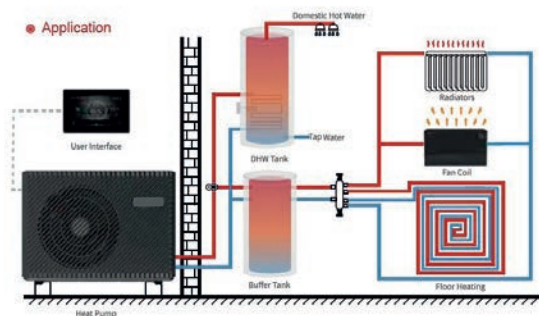 Application
Domestic Hot Water
User Interface
Tap Water
DHW Tank
Radiators
Fan Coil
Buffer Tank
Floor Heating
Heat Pump